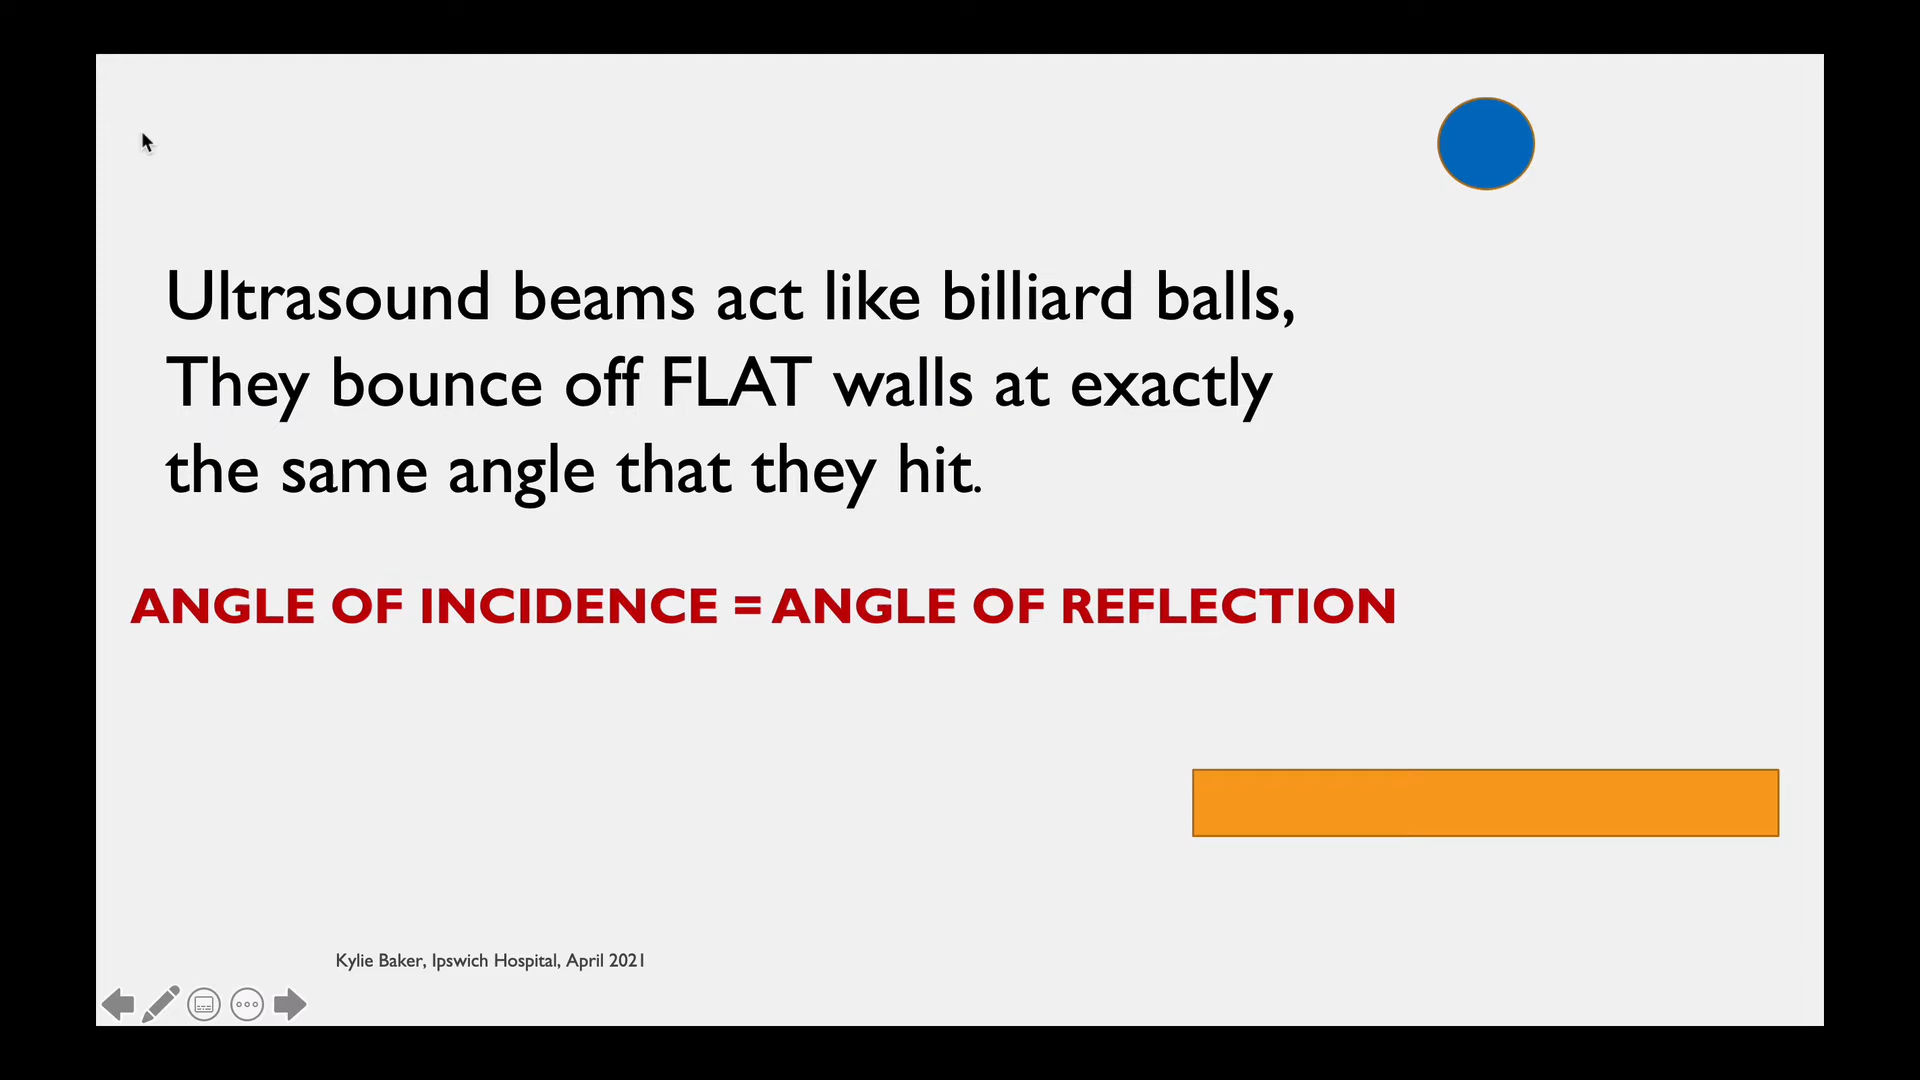 Ultrasound beams act like billiard balls,
They bounce off FLAT walls at exactly
the same angle that they hit.
ANGLE OF INCIDENCE = ANGLE OF REFLECTION
Kylie Baker, Ipswich Hospital, April 2021